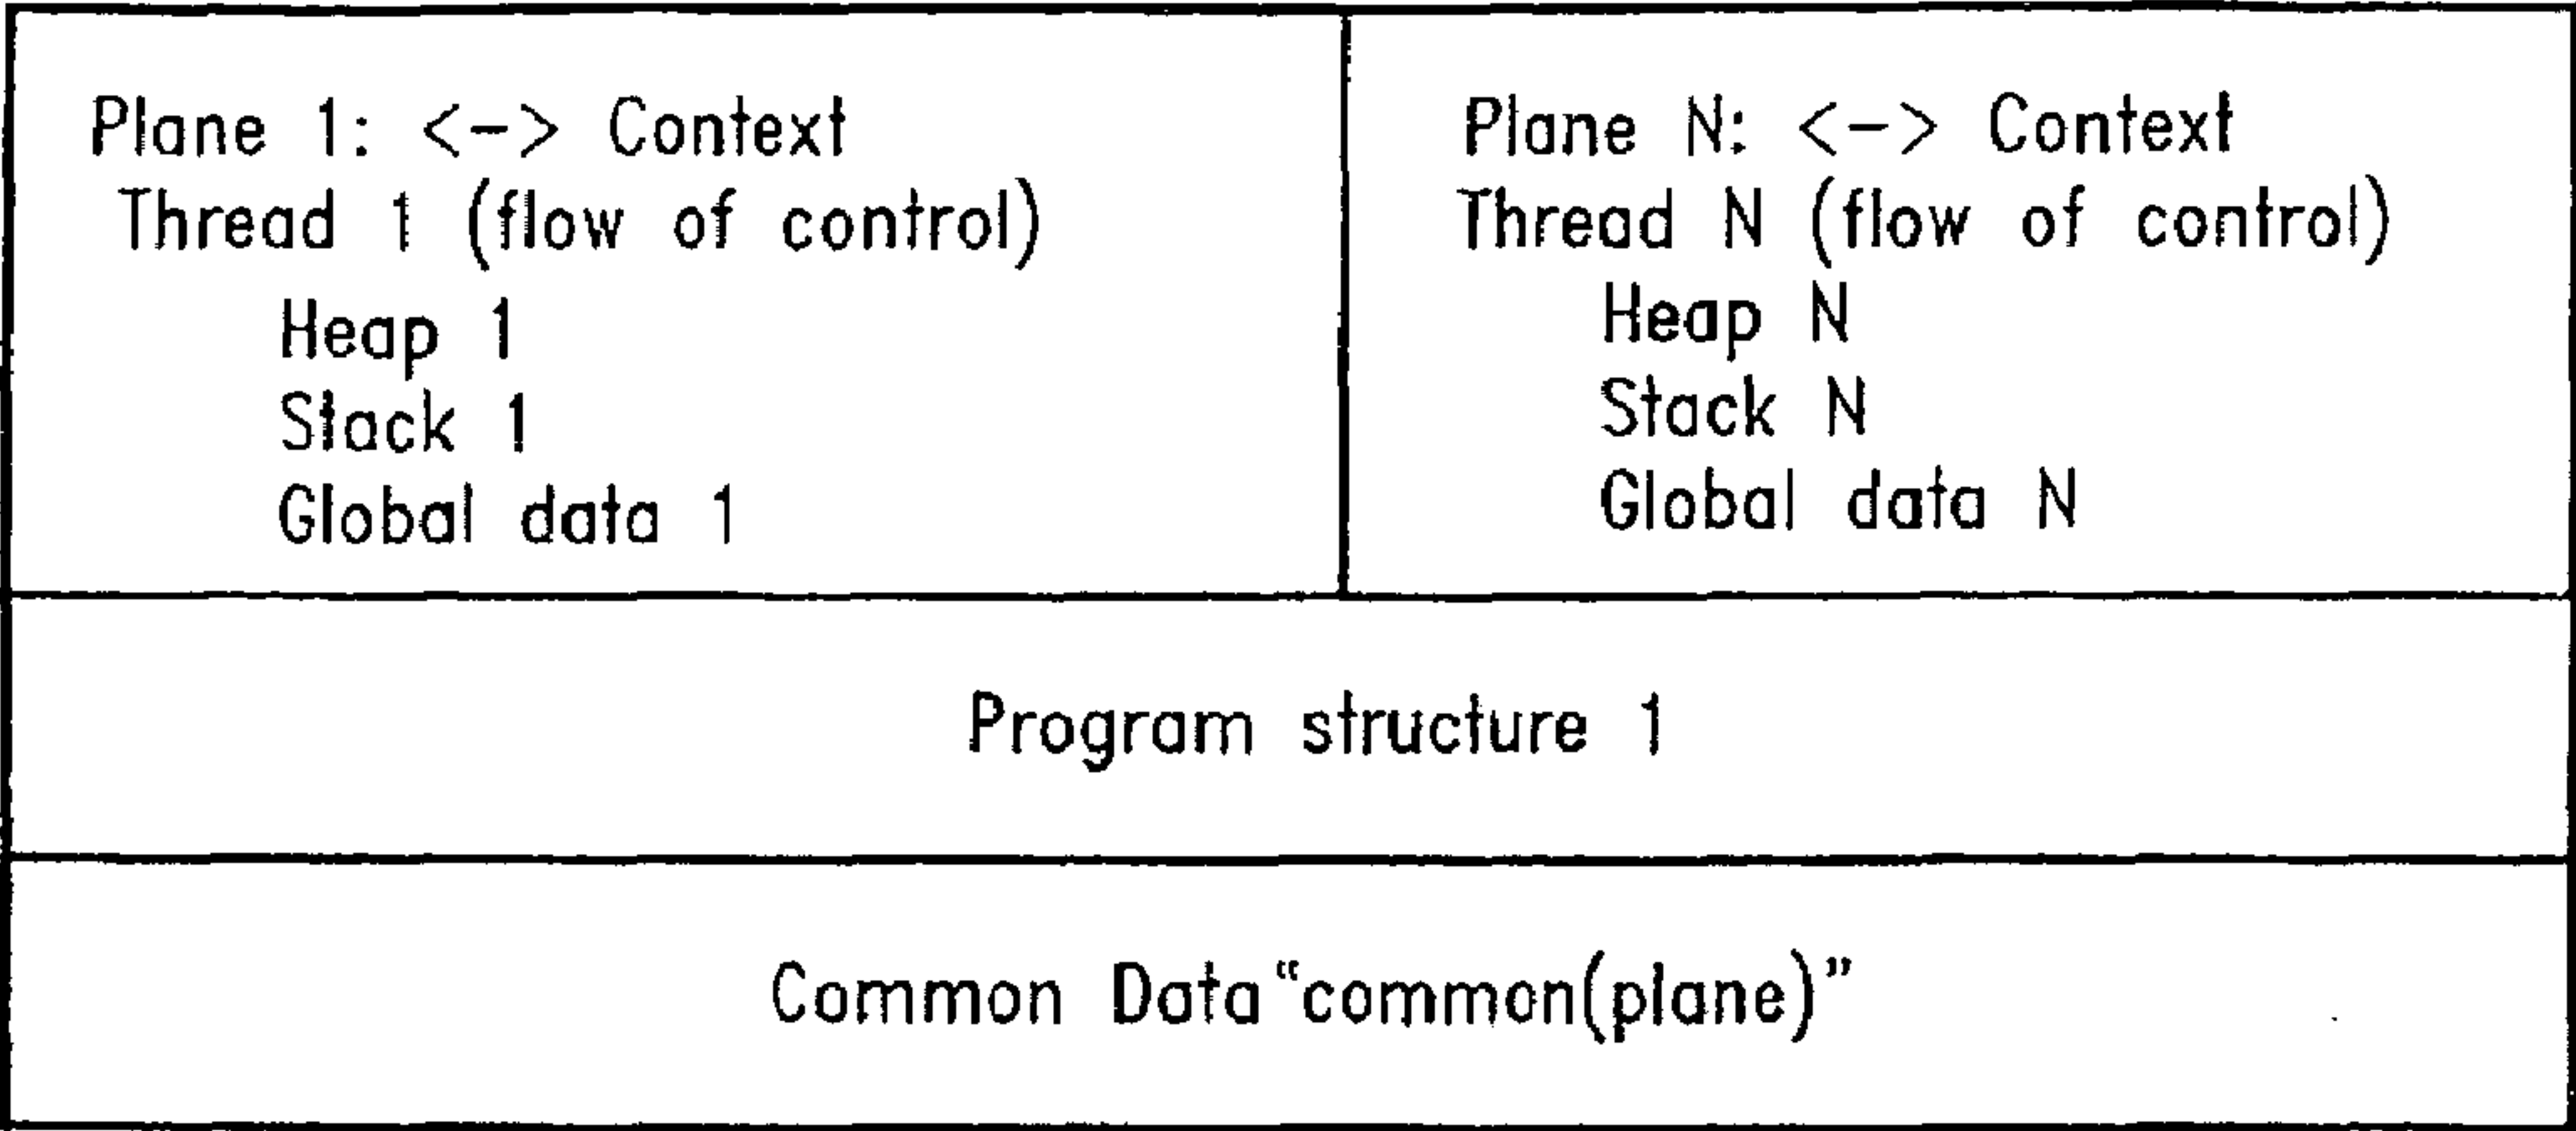 Plane 1: <-> Context
Thread 1 (flow of control)
Heap 1
Stack 1
Global data 1
Plane N: <-> Context
Thread N (flow of control)
Heap N
Stack N
Global data N
Program structure 1
Common Data“common(plane)”